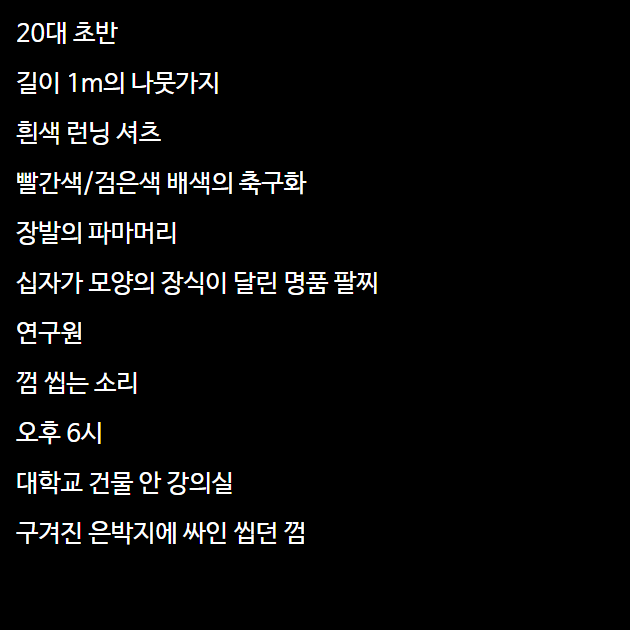 20대 초반
길이 1m의 나뭇가지
흰색 런닝 셔츠
빨간색/검은색 배색의 축구화
장발의 파마머리
십자가 모양의 장식이 달린 명품 팔찌
연구원
껌 씹는 소리
오후 6시
대학교 건물 안 강의실
구겨진 은박지에 싸인 씹던 껌